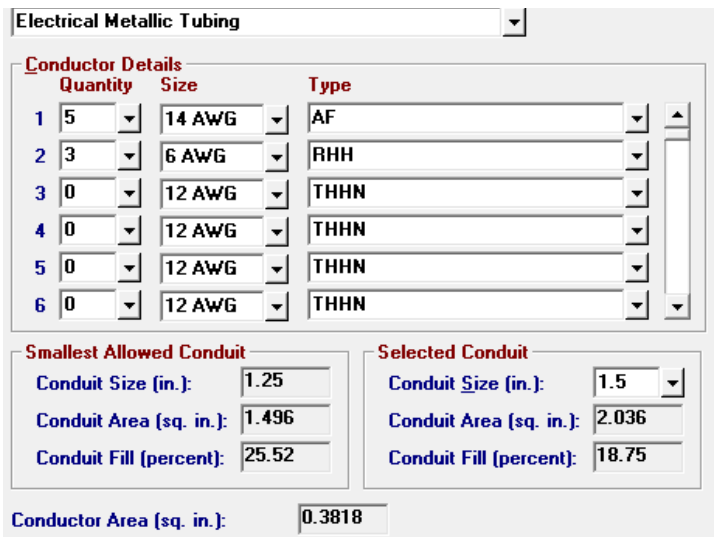 Electrical Metallic Tubing
Conductor Details
Quantity Size Type
1 5 14 AWG AF
2 3 6 AWG RHH
3 0 12 AWG THHN
4 0 12 AWG THHN
5 0 12 AWG THHN
6 0 12 AWG THHN
Smallest Allowed Conduit Selected Conduit
Conduit Size (in.): 1.25 Conduit Size (in.): 1.5
Conduit Area (sq. in.): 1.496 Conduit Area (sq. in.): 2.036
Conduit Fill (percent): 25.52 Conduit Fill (percent): 18.75
Conductor Area (sq. in.): 0.3818